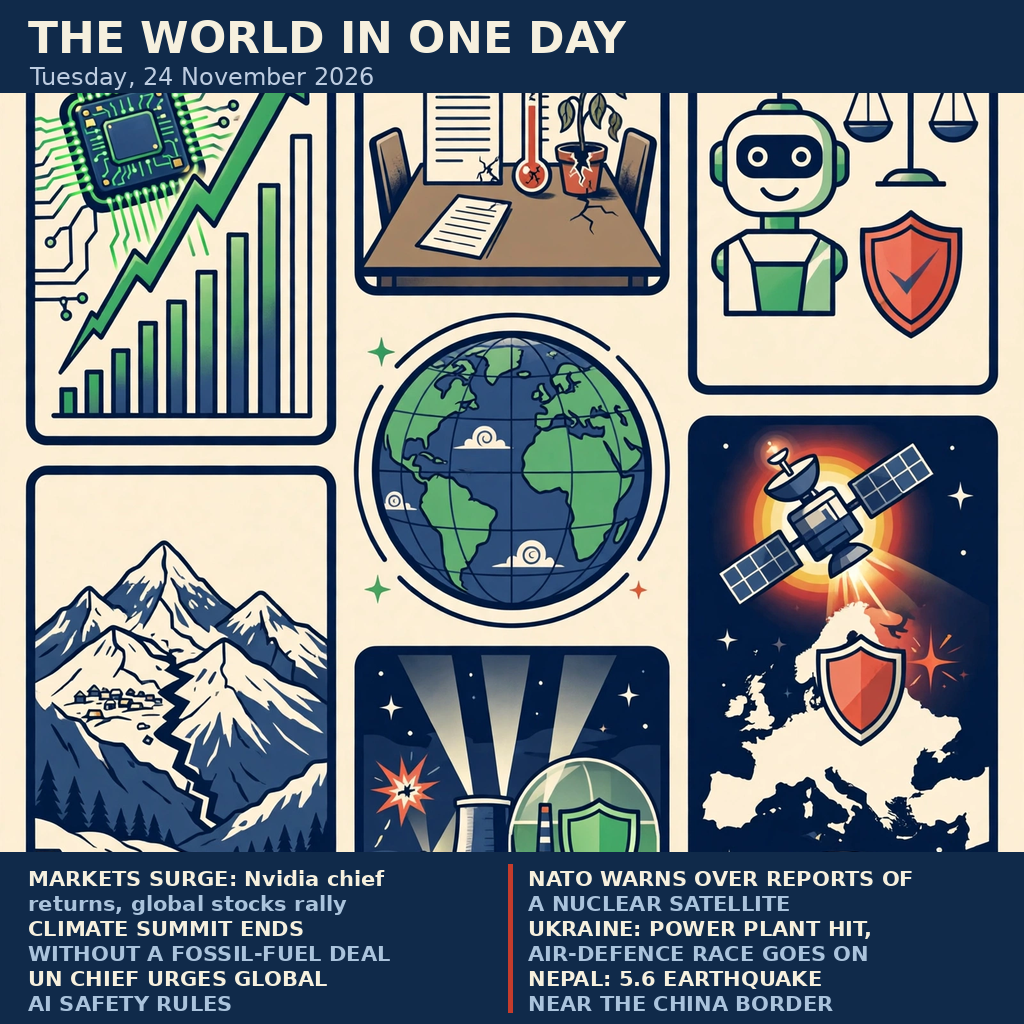 THE WORLD IN ONE DAY
Tuesday, 24 November 2026
MARKETS SURGE: Nvidia chief
returns, global stocks rally
CLIMATE SUMMIT ENDS
WITHOUT A FOSSIL-FUEL DEAL
UN CHIEF URGES GLOBAL
AI SAFETY RULES
NATO WARNS OVER REPORTS OF
A NUCLEAR SATELLITE
UKRAINE: POWER PLANT HIT,
AIR-DEFENCE RACE GOES ON
NEPAL: 5.6 EARTHQUAKE
NEAR THE CHINA BORDER